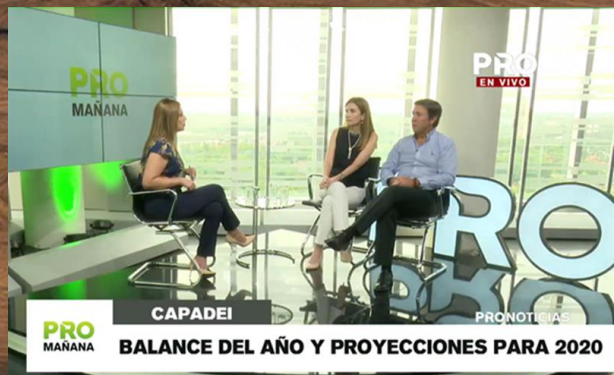 PRO
MAÑANA
PRO
EN VIVO
PRO
CAPADEI
PRONOTICIAS
PRO
MAÑANA
BALANCE DEL AÑO Y PROYECCIONES PARA 2020